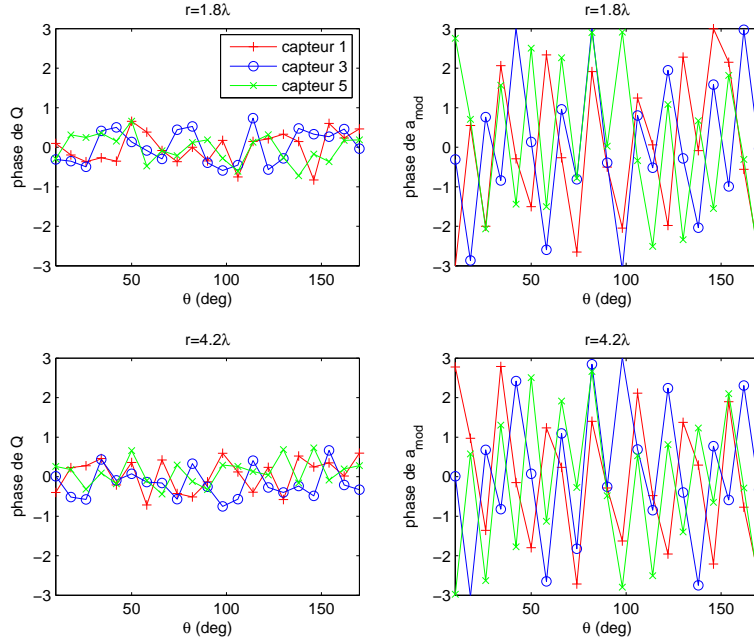 r=1.8λ
3
2
1
0
-1
-2
-3
phase de Q
50
100
150
θ (deg)
capteur 1
capteur 3
capteur 5
r=1.8λ
3
2
1
0
-1
-2
-3
phase de a_mod
50
100
150
θ (deg)
r=4.2λ
3
2
1
0
-1
-2
-3
phase de Q
50
100
150
θ (deg)
r=4.2λ
3
2
1
0
-1
-2
-3
phase de a_mod
50
100
150
θ (deg)